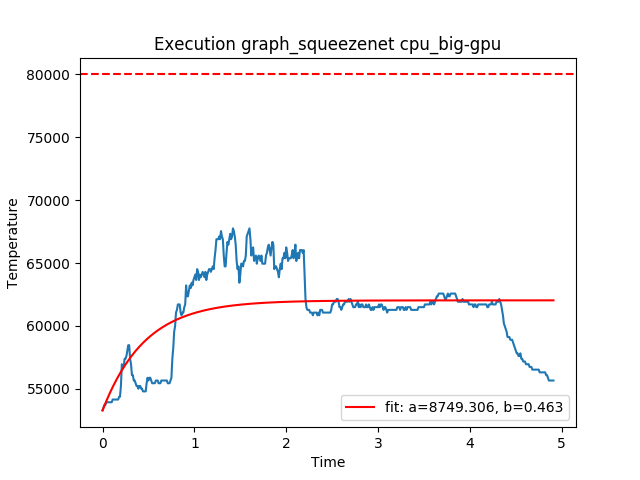 Execution graph_squeezenet cpu_big-gpu
80000
75000
70000
65000
60000
55000
Temperature
fit: a=8749.306, b=0.463
0 1 2 3 4 5
Time